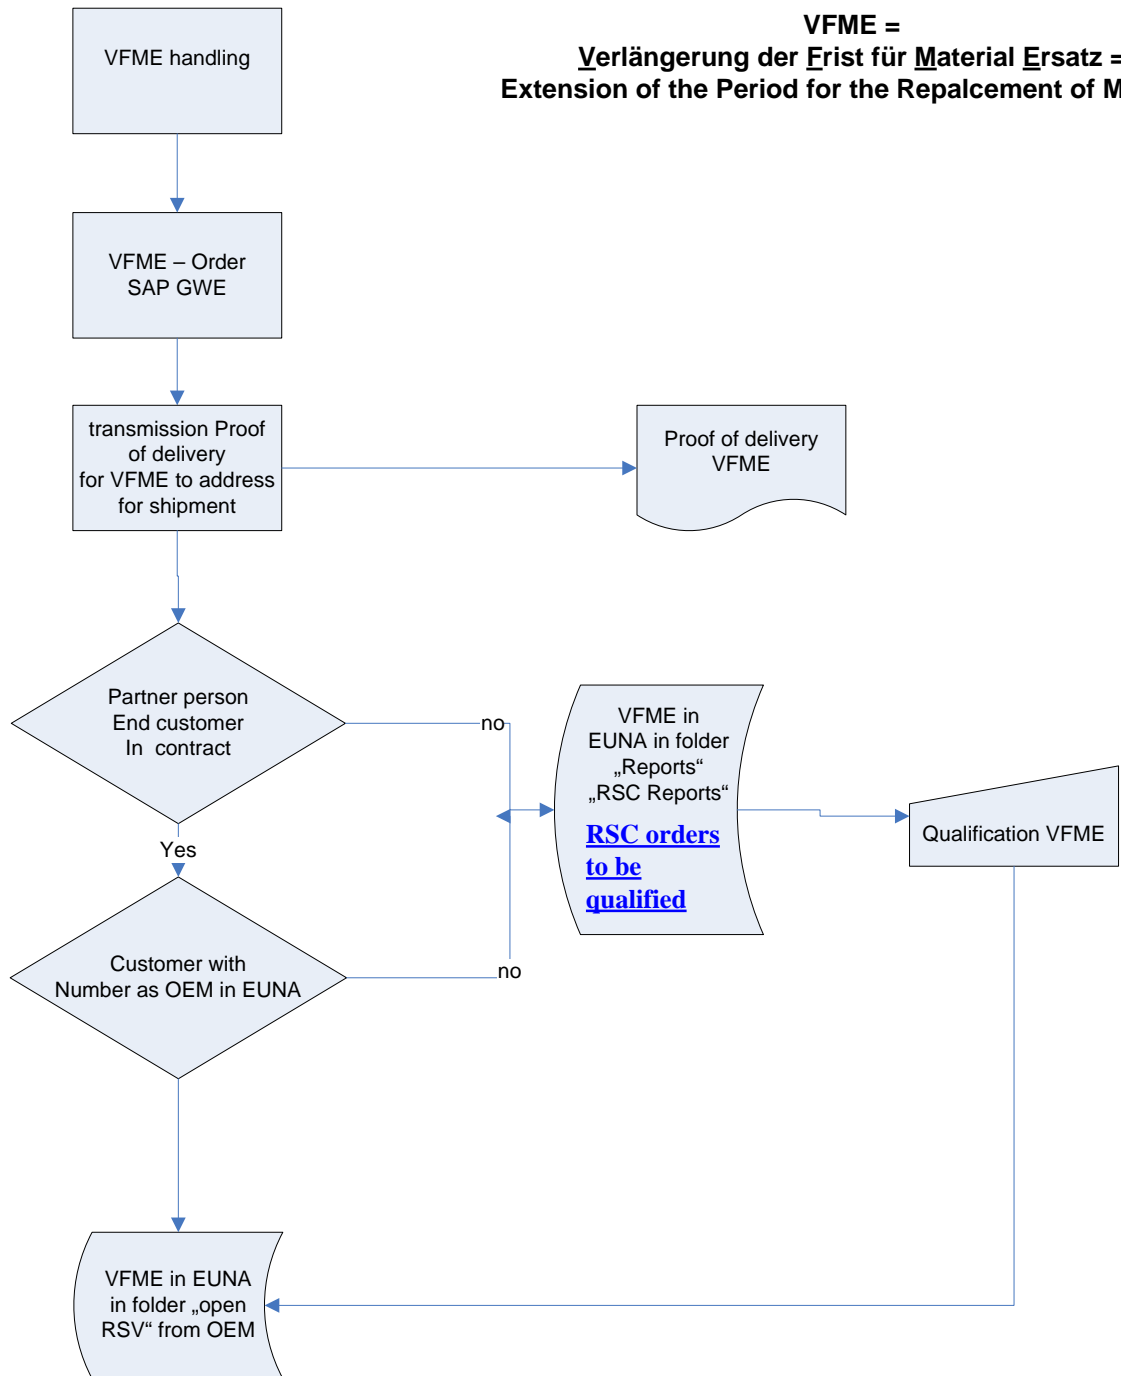 VFME =
Verlängerung der Frist für Material Ersatz =
Extension of the Period for the Repalcement of M
VFME handling
VFME – Order
SAP GWE
transmission Proof
of delivery
for VFME to address
for shipment
Proof of delivery
VFME
Partner person
End customer
In contract
no
Yes
VFME in
EUNA in folder
„Reports“
„RSC Reports“
RSC orders
to be
qualified
Qualification VFME
Customer with
Number as OEM in EUNA
no
VFME in EUNA
in folder „open
RSV“ from OEM